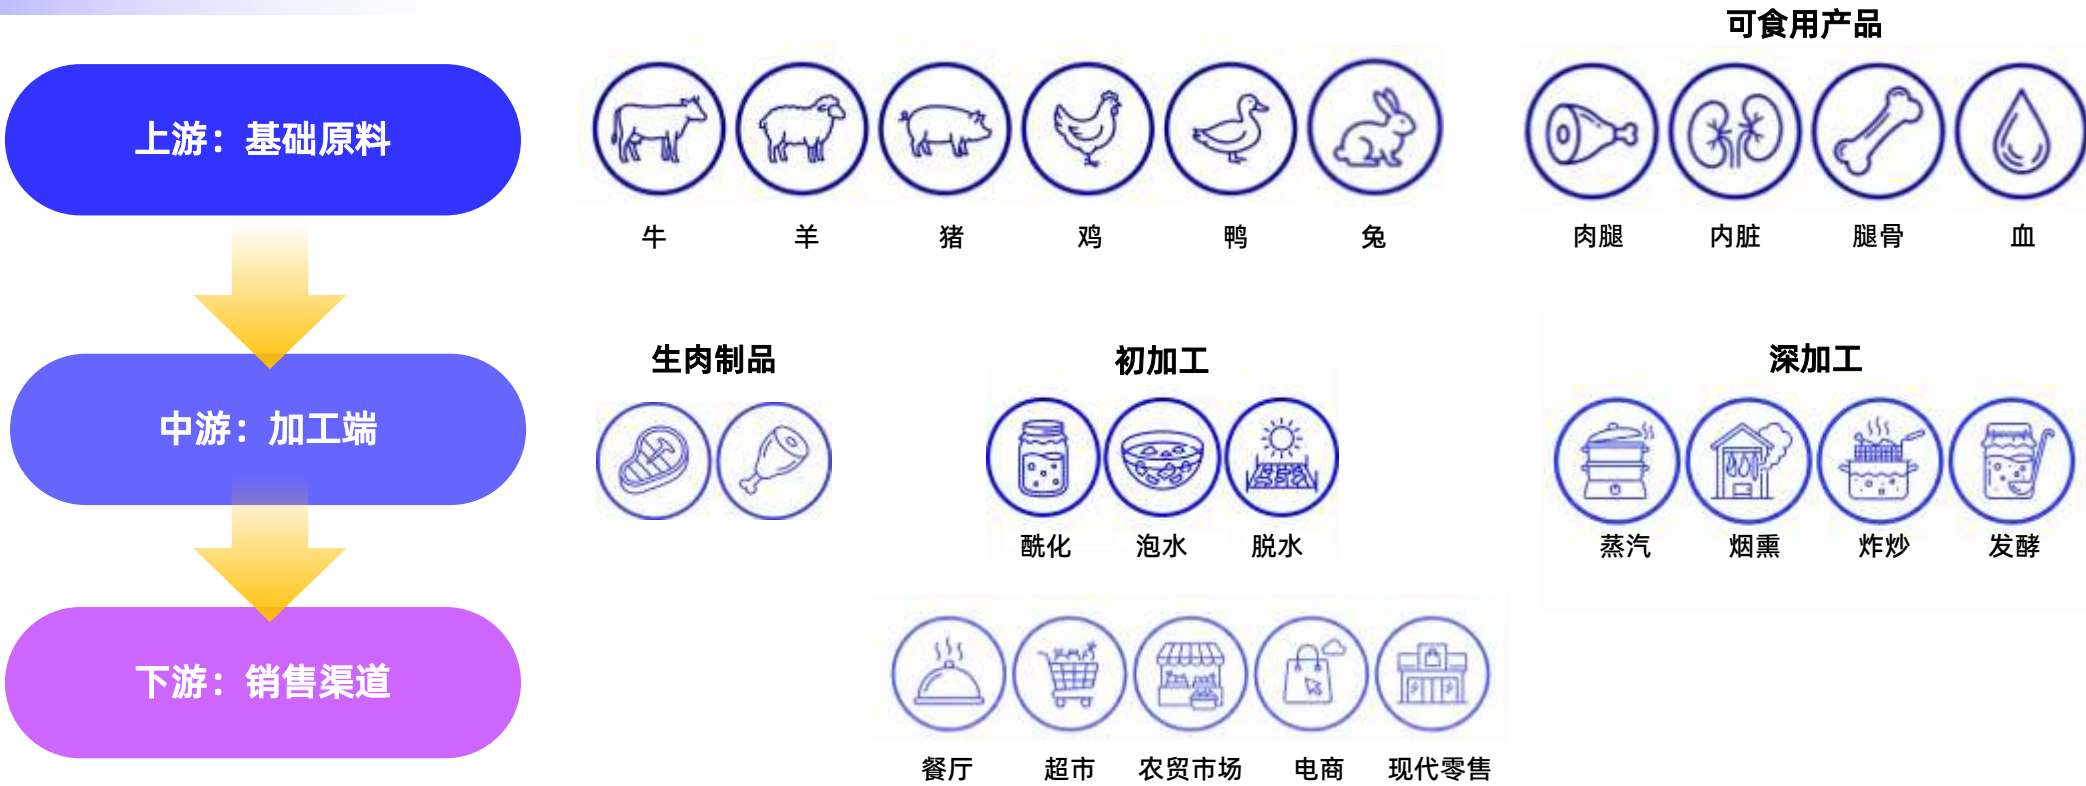 可食用产品
上游：基础原料
牛 羊 猪 鸡 鸭 兔 肉腿 内脏 腿骨 血
生肉制品 初加工 深加工
中游：加工端
酰化 泡水 脱水 蒸汽 烟熏 炸炒 发酵
下游：销售渠道
餐厅 超市 农贸市场 电商 现代零售